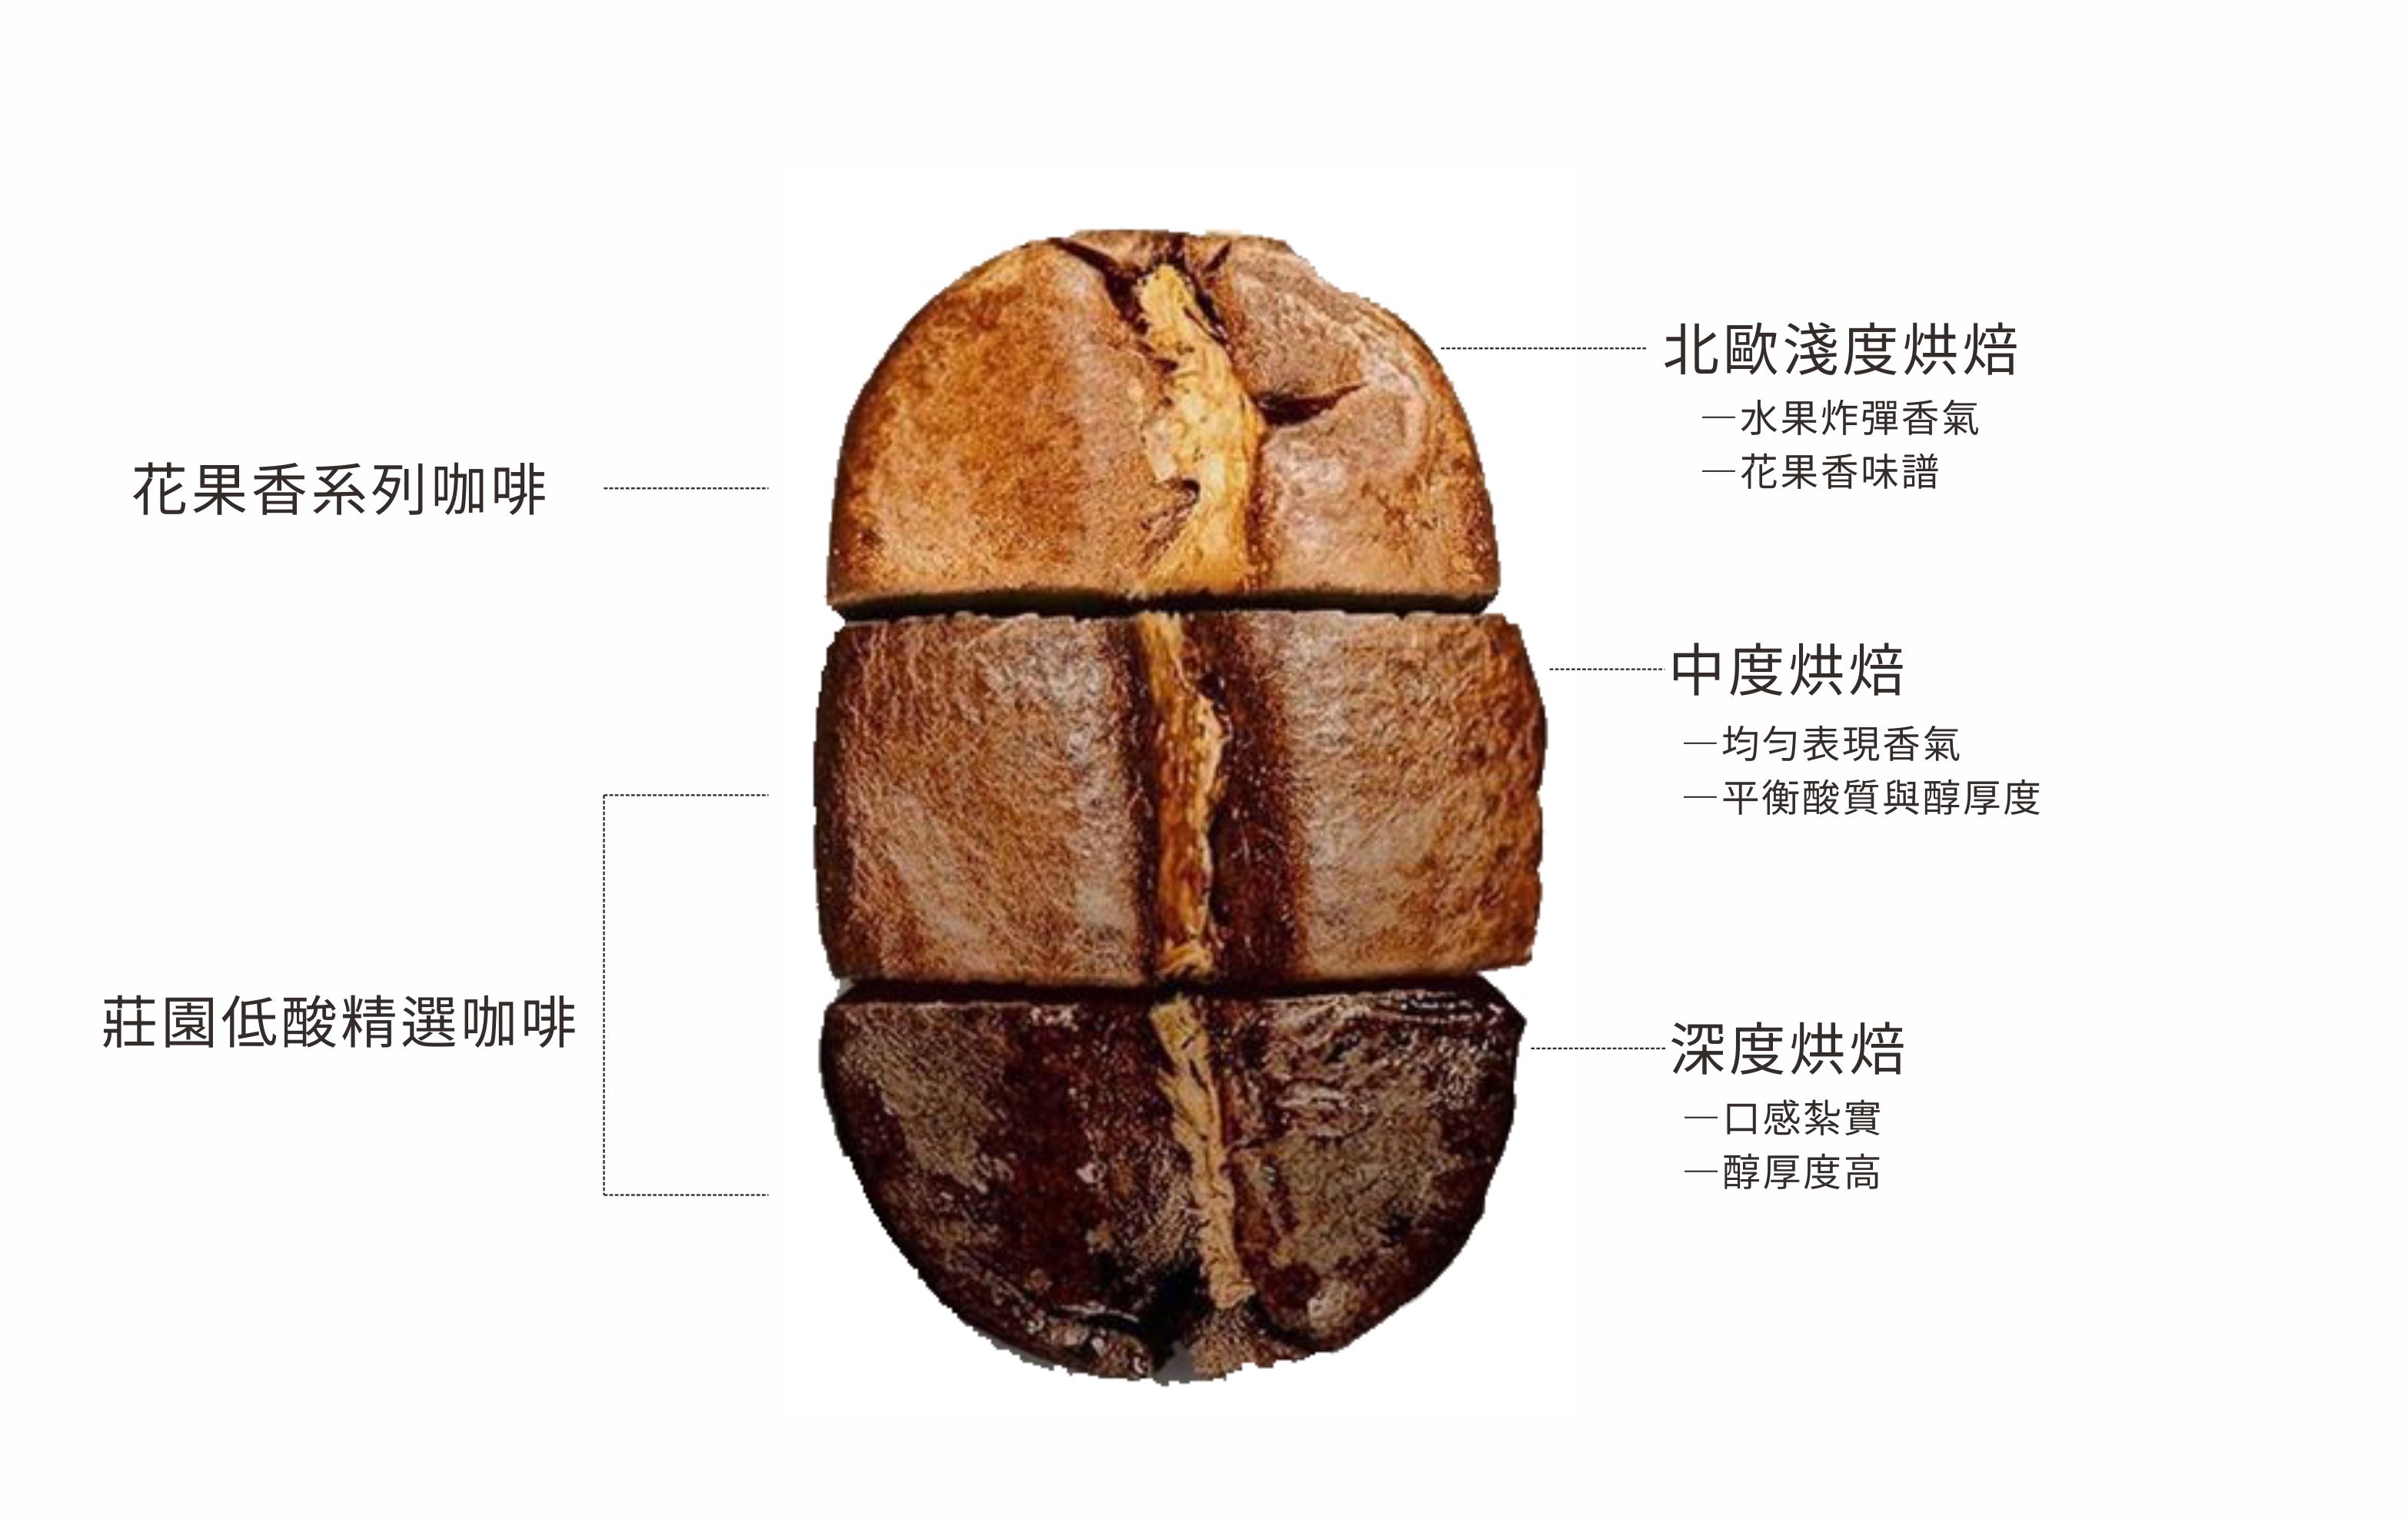 北歐淺度烘焙
—水果炸彈香氣
—花果香味譜
花果香系列咖啡
中度烘焙
—均勻表現香氣
—平衡酸質與醇厚度
莊園低酸精選咖啡
深度烘焙
—口感紮實
—醇厚度高